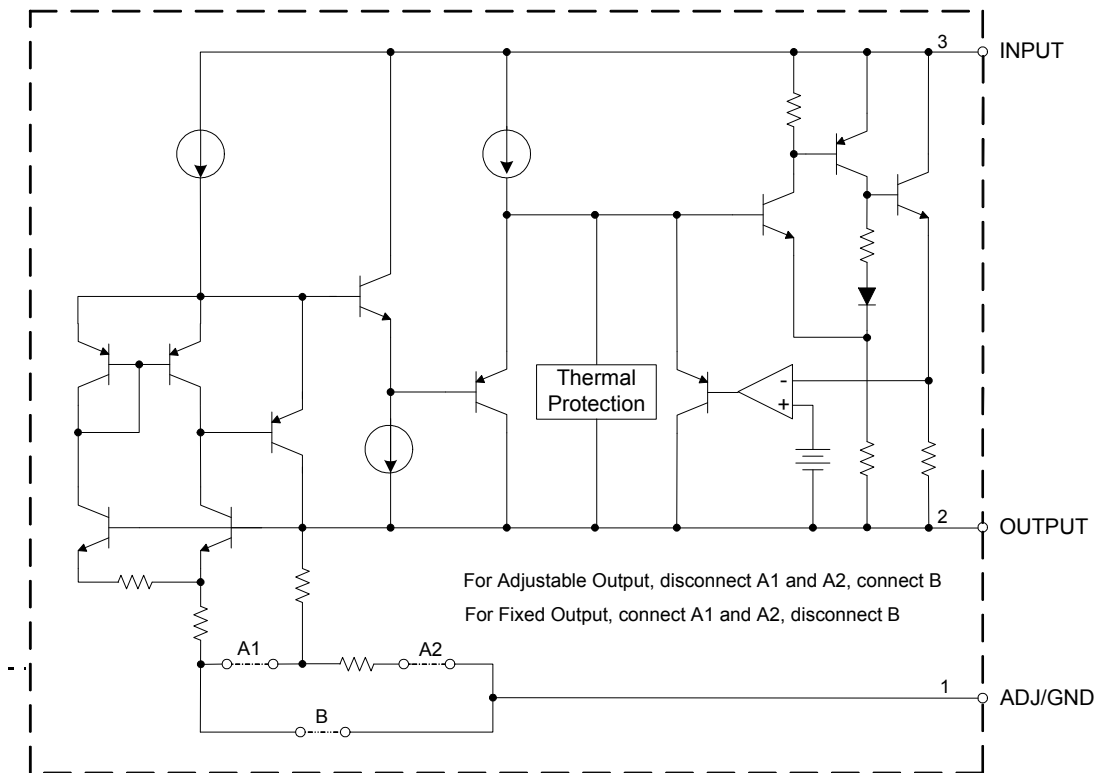 3
INPUT
Thermal
Protection
-
+
2
OUTPUT
For Adjustable Output, disconnect A1 and A2, connect B
For Fixed Output, connect A1 and A2, disconnect B
A1
A2
1
ADJ/GND
B